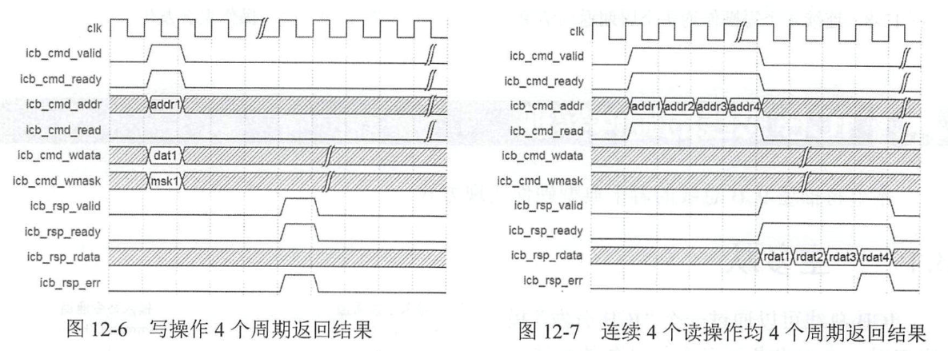 clk
icb_cmd_valid
icb_cmd_ready
icb_cmd_addr addr1
icb_cmd_read
icb_cmd_wdata dat1
icb_cmd_wmask msk1
icb_rsp_valid
icb_rsp_ready
icb_rsp_rdata
icb_rsp_err
图 12-6 写操作 4 个周期返回结果
clk
icb_cmd_valid
icb_cmd_ready
icb_cmd_addr addr1 addr2 addr3 addr4
icb_cmd_read
icb_cmd_wdata
icb_cmd_wmask
icb_rsp_valid
icb_rsp_ready
icb_rsp_rdata rdat1 rdat2 rdat3 rdat4
icb_rsp_err
图 12-7 连续 4 个读操作均 4 个周期返回结果